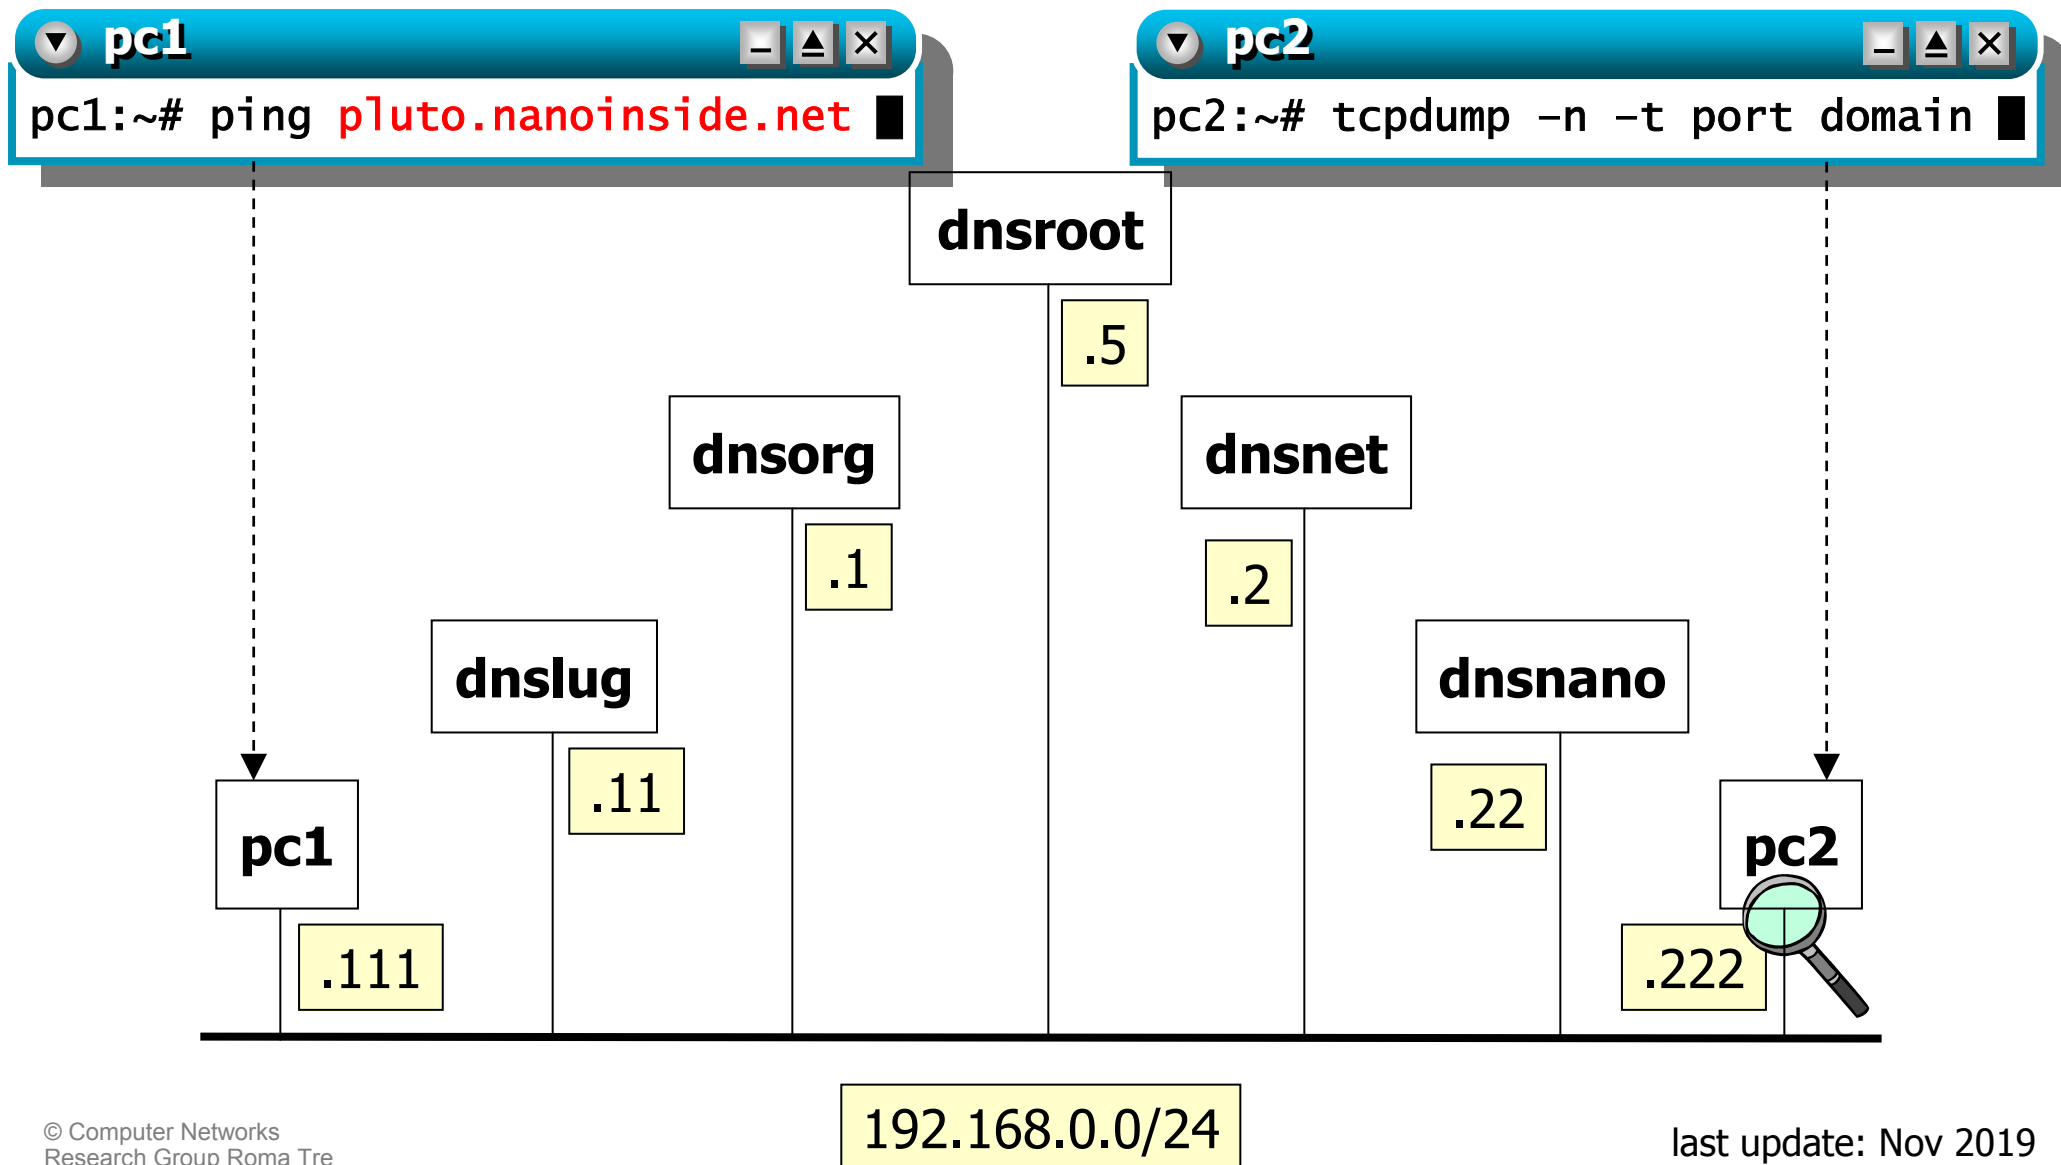 pc1
pc1:~# ping pluto.nanoinside.net
pc2
pc2:~# tcpdump –n –t port domain
dnsroot
.5
dnsorg
dnsnet
.1
.2
dnslug
dnsnano
.11
.22
pc1
pc2
.111
.222
192.168.0.0/24
© Computer Networks
Research Group Roma Tre
last update: Nov 2019